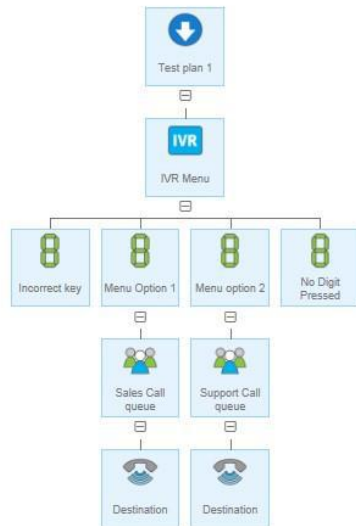 Test plan 1
IVR
IVR Menu
Incorrect key
Menu Option 1
Menu option 2
No Digit
Pressed
Sales Call
queue
Support Call
queue
Destination
Destination